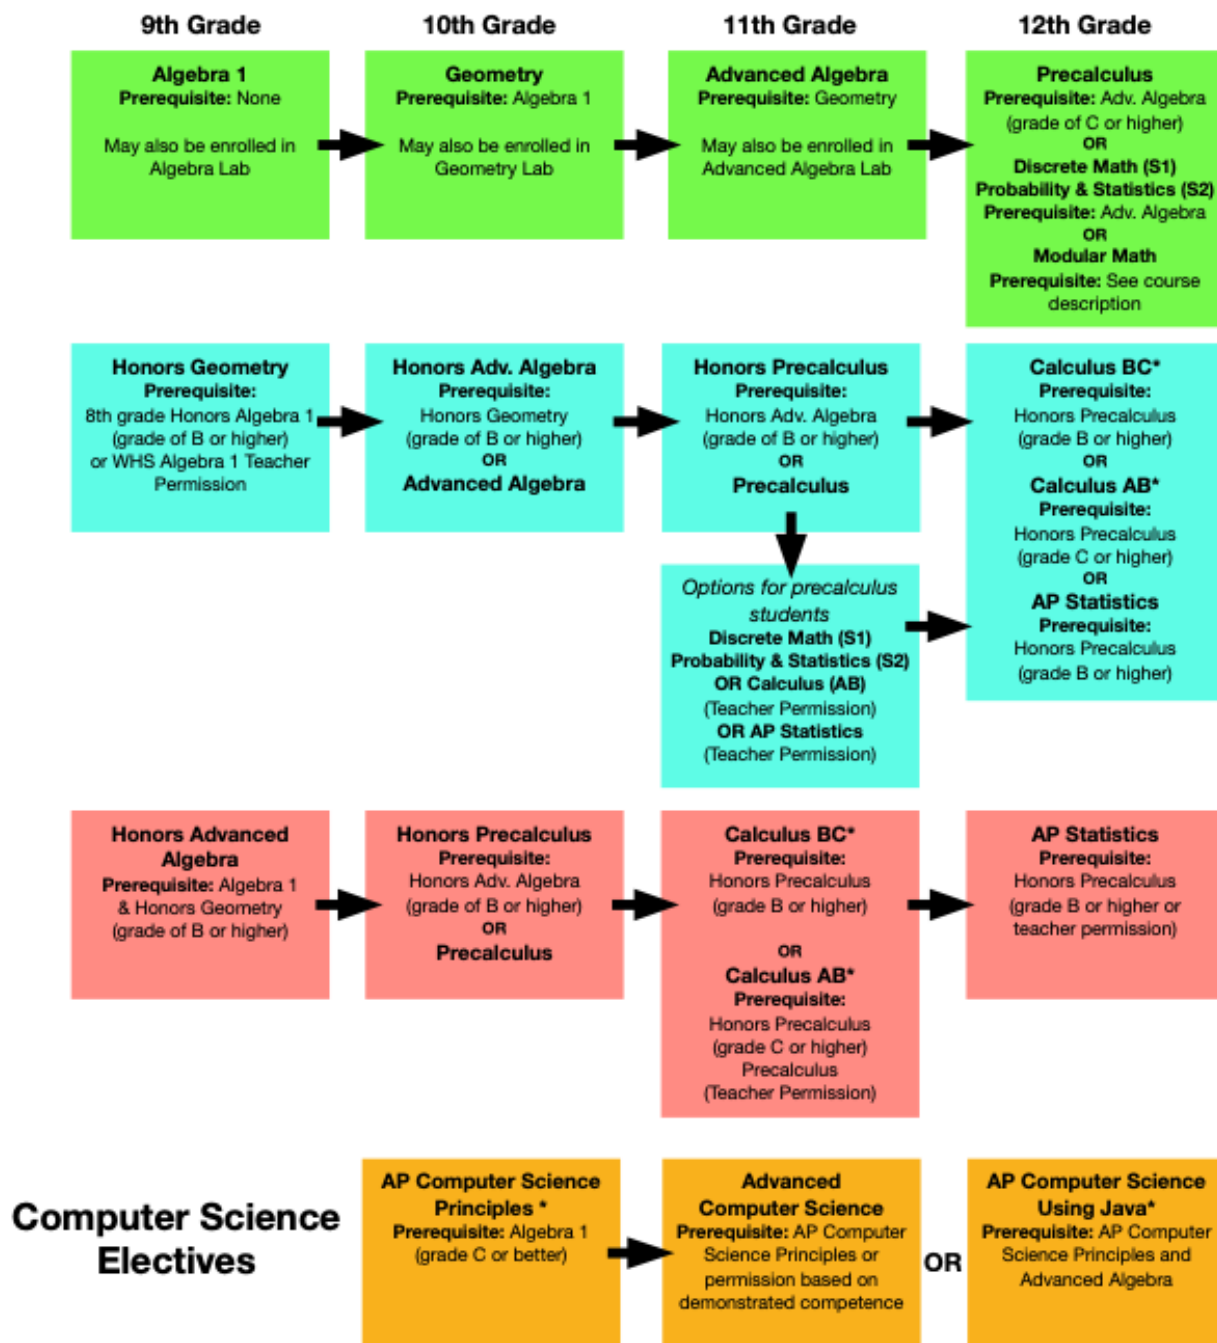 9th Grade
10th Grade
11th Grade
12th Grade
Algebra 1
Prerequisite: None
May also be enrolled in
Algebra Lab
Geometry
Prerequisite: Algebra 1
May also be enrolled in
Geometry Lab
Advanced Algebra
Prerequisite: Geometry
May also be enrolled in
Advanced Algebra Lab
Precalculus
Prerequisite: Adv. Algebra
(grade of C or higher)
OR
Discrete Math (S1)
Probability & Statistics (S2)
Prerequisite: Adv. Algebra
OR
Modular Math
Prerequisite: See course
description
Honors Geometry
Prerequisite:
8th grade Honors Algebra 1
(grade of B or higher)
or WHS Algebra 1 Teacher
Permission
Honors Adv. Algebra
Prerequisite:
Honors Geometry
(grade of B or higher)
OR
Advanced Algebra
Honors Precalculus
Prerequisite:
Honors Adv. Algebra
(grade of B or higher)
OR
Precalculus
Options for precalculus
students
Discrete Math (S1)
Probability & Statistics (S2)
OR Calculus (AB)
(Teacher Permission)
OR AP Statistics
(Teacher Permission)
Calculus BC*
Prerequisite:
Honors Precalculus
(grade B or higher)
OR
Calculus AB*
Prerequisite:
Honors Precalculus
(grade C or higher)
OR
AP Statistics
Prerequisite:
Honors Precalculus
(grade B or higher)
Honors Advanced
Algebra
Prerequisite: Algebra 1
& Honors Geometry
(grade of B or higher)
Honors Precalculus
Prerequisite:
Honors Adv. Algebra
(grade of B or higher)
OR
Precalculus
Calculus BC*
Prerequisite:
Honors Precalculus
(grade B or higher)
OR
Calculus AB*
Prerequisite:
Honors Precalculus
(grade C or higher)
Precalculus
(Teacher Permission)
AP Statistics
Prerequisite:
Honors Precalculus
(grade B or higher or
teacher permission)
Computer Science
Electives
AP Computer Science
Principles *
Prerequisite: Algebra 1
(grade C or better)
Advanced
Computer Science
Prerequisite: AP Computer
Science Principles or
permission based on
demonstrated competence
OR
AP Computer Science
Using Java*
Prerequisite: AP Computer
Science Principles and
Advanced Algebra